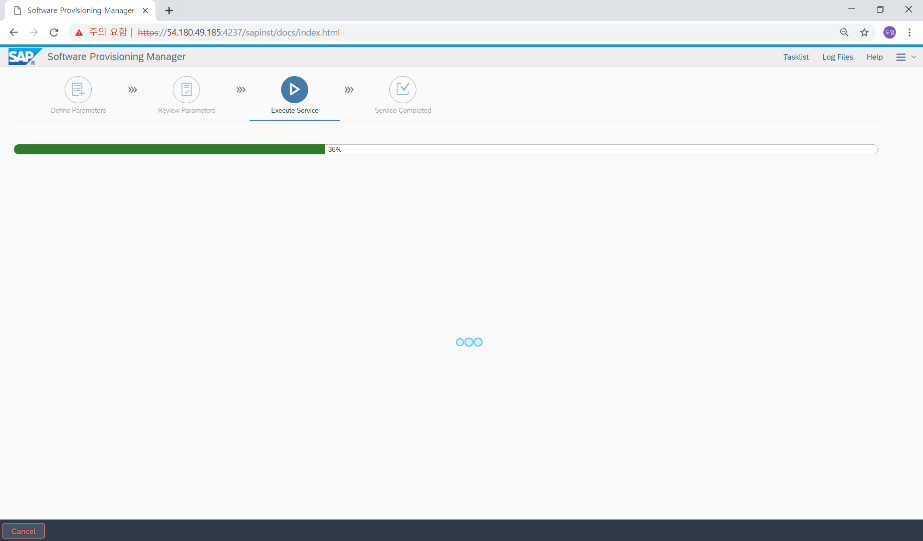 Software Provisioning Manager
주의 요함 | https://54.180.49.185:4237/sapinst/docs/index.html
SAP Software Provisioning Manager Tasklist Log Files Help
Define Parameters Review Parameters Execute Service Service Completed
36%
Cancel